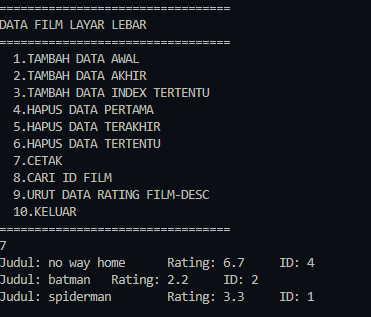 ==================================
DATA FILM LAYAR LEBAR
==================================
1.TAMBAH DATA AWAL
2.TAMBAH DATA AKHIR
3.TAMBAH DATA INDEX TERTENTU
4.HAPUS DATA PERTAMA
5.HAPUS DATA TERAKHIR
6.HAPUS DATA TERTENTU
7.CETAK
8.CARI ID FILM
9.URUT DATA RATING FILM-DESC
10.KELUAR
==================================
7
Judul: no way home Rating: 6.7 ID: 4
Judul: batman Rating: 2.2 ID: 2
Judul: spiderman Rating: 3.3 ID: 1